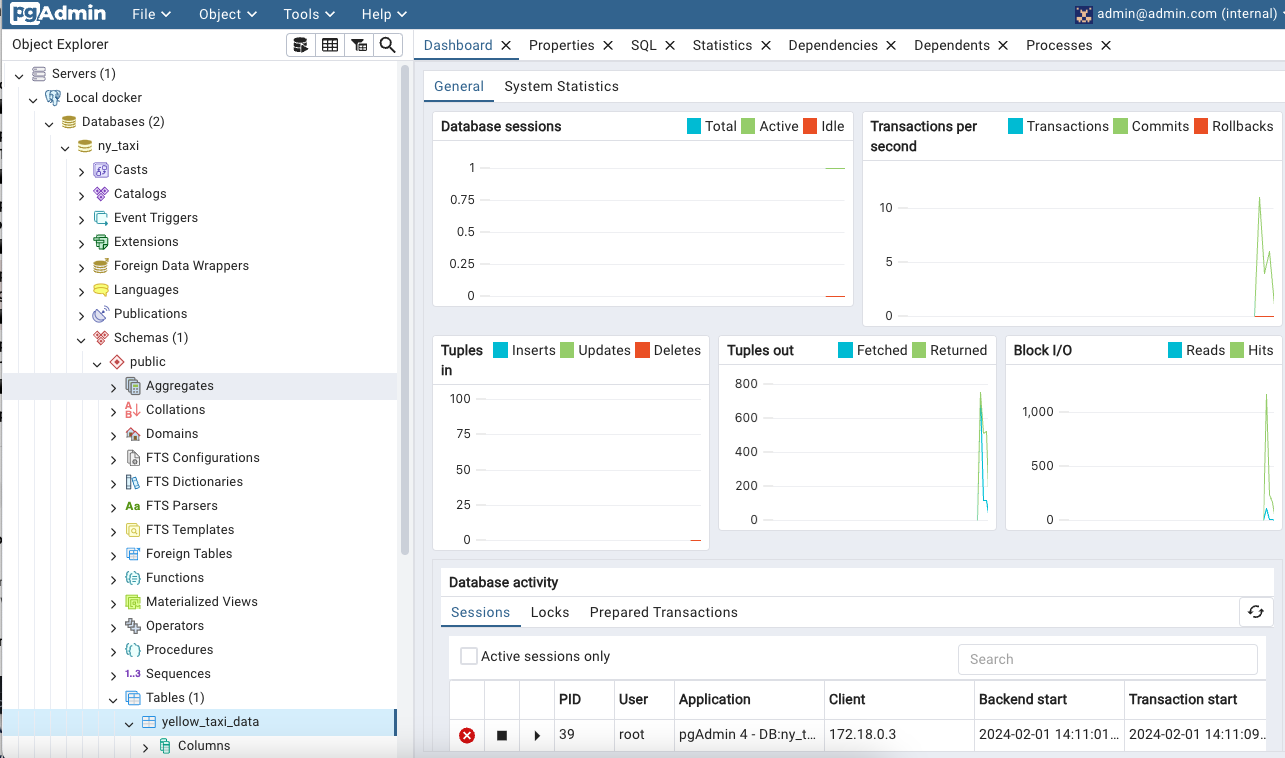 pgAdmin File Object Tools Help admin@admin.com (internal)
Object Explorer
Dashboard Properties SQL Statistics Dependencies Dependents Processes
Servers (1)
Local docker
Databases (2)
ny_taxi
Casts
Catalogs
Event Triggers
Extensions
Foreign Data Wrappers
Languages
Publications
Schemas (1)
public
Aggregates
Collations
Domains
FTS Configurations
FTS Dictionaries
Aa FTS Parsers
FTS Templates
Foreign Tables
Functions
Materialized Views
Operators
Procedures
1..3 Sequences
Tables (1)
yellow_taxi_data
Columns
General System Statistics
Database sessions Total Active Idle
1
0.75
0.5
0.25
0
Transactions per second Transactions Commits Rollbacks
10
5
0
Tuples in Inserts Updates Deletes
100
75
50
25
0
Tuples out Fetched Returned
800
600
400
200
0
Block I/O Reads Hits
1,000
500
0
Database activity
Sessions Locks Prepared Transactions
Active sessions only Search
PID User Application Client Backend start Transaction start
39 root pgAdmin 4 - DB:ny_t... 172.18.0.3 2024-02-01 14:11:01... 2024-02-01 14:11:09...